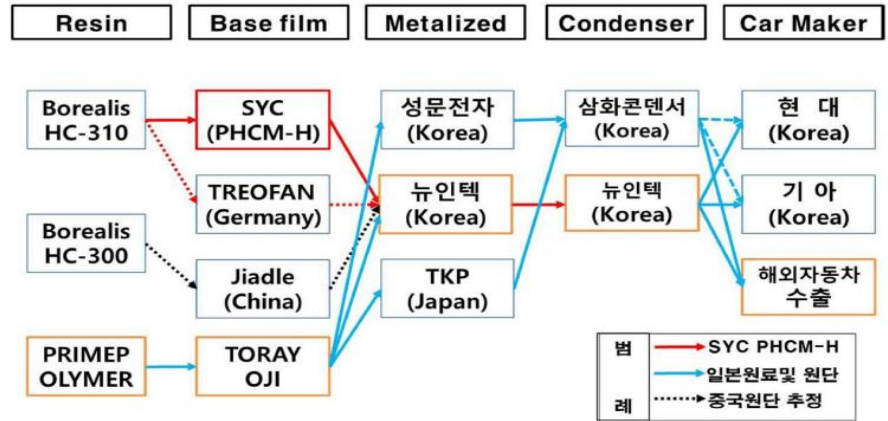 Resin
Base film
Metalized
Condenser
Car Maker
Borealis
HC-310
SYC
(PHCM-H)
성문전자
(Korea)
삼화콘덴서
(Korea)
현 대
(Korea)
TREOFAN
(Germany)
뉴인텍
(Korea)
뉴인텍
(Korea)
기 아
(Korea)
Borealis
HC-300
Jiadle
(China)
TKP
(Japan)
해외자동차
수출
PRIMEP
OLYMER
TORAY
OJI
범
례
SYC PHCM-H
일본원료및 원단
중국원단 추정